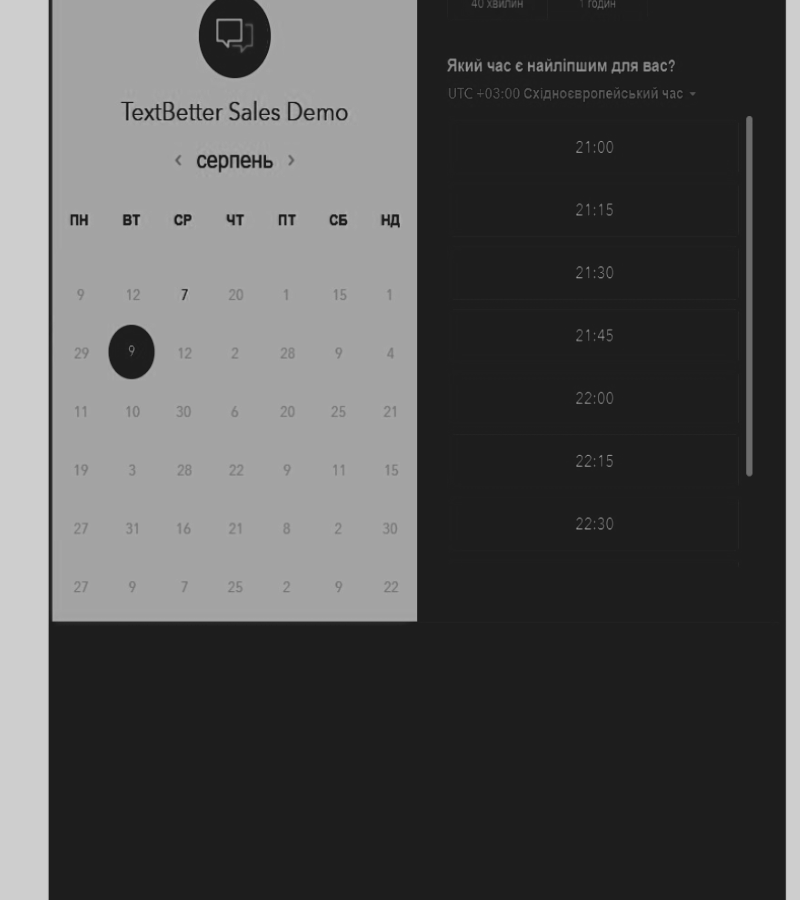 TextBetter Sales Demo
‹ серпень ›
ПН ВТ СР ЧТ ПТ СБ НД
9 12 7 20 1 15 1
29 9 12 2 28 9 4
11 10 30 6 20 25 21
19 3 28 22 9 11 15
27 31 16 21 8 2 30
27 9 7 25 2 9 22
40 хвилин 1 годин
Який час є найліпшим для вас?
UTC +03:00 Східноєвропейський час
21:00
21:15
21:30
21:45
22:00
22:15
22:30